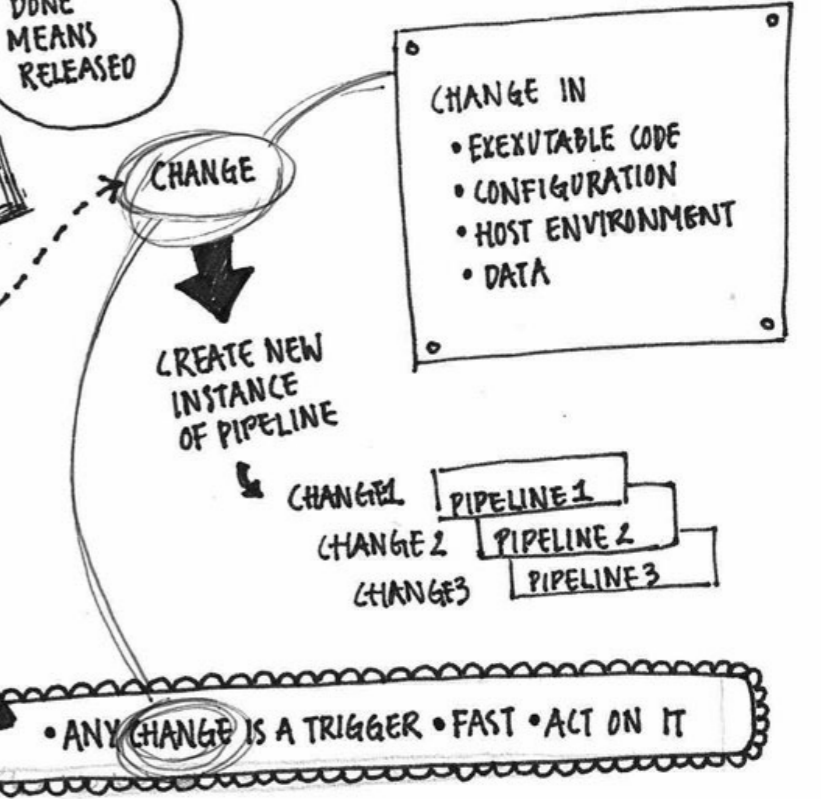 DONE
MEANS
RELEASED
CHANGE
CHANGE IN
• EXEXUTABLE CODE
• CONFIGURATION
• HOST ENVIRONMENT
• DATA
CREATE NEW
INSTANCE
OF PIPELINE
CHANGE1 PIPELINE 1
CHANGE 2 PIPELINE 2
CHANGE3 PIPELINE 3
• ANY CHANGE IS A TRIGGER • FAST • ACT ON IT